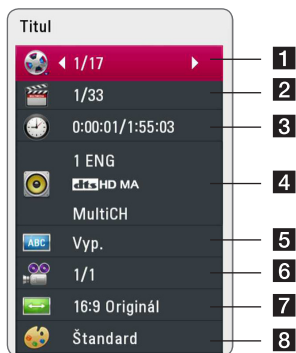 Titul
1/17 1
1/33 2
0:00:01/1:55:03 3
1 ENG
dts HD MA 4
MultiCH
ABC Vyp. 5
1/1 6
16:9 Originál 7
Štandard 8